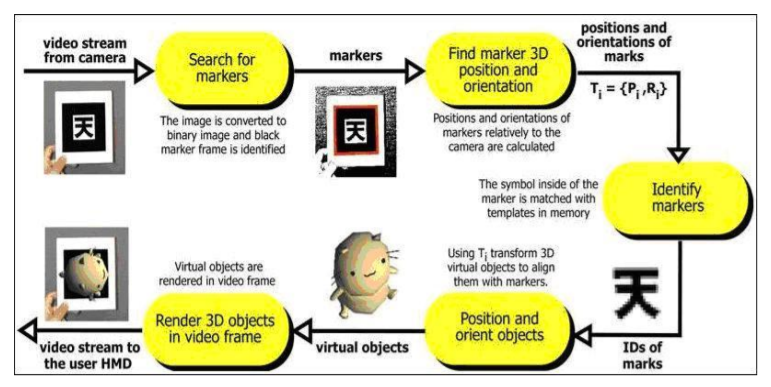 video stream
from camera
Search for
markers
markers
Find marker 3D
position and
orientation
positions and
orientations of
marks
T i = {P i ,R i}
天
The image is converted to
binary image and black
marker frame is identified
天
Positions and orientations of
markers relatively to the
camera are calculated
The symbol inside of the
marker is matched with
templates in memory
Identify
markers
天
IDs of
marks
Using T i transform 3D
virtual objects to align
them with markers.
Position and
orient objects
virtual objects
Virtual objects are
rendered in video frame
Render 3D objects
in video frame
video stream to
the user HMD